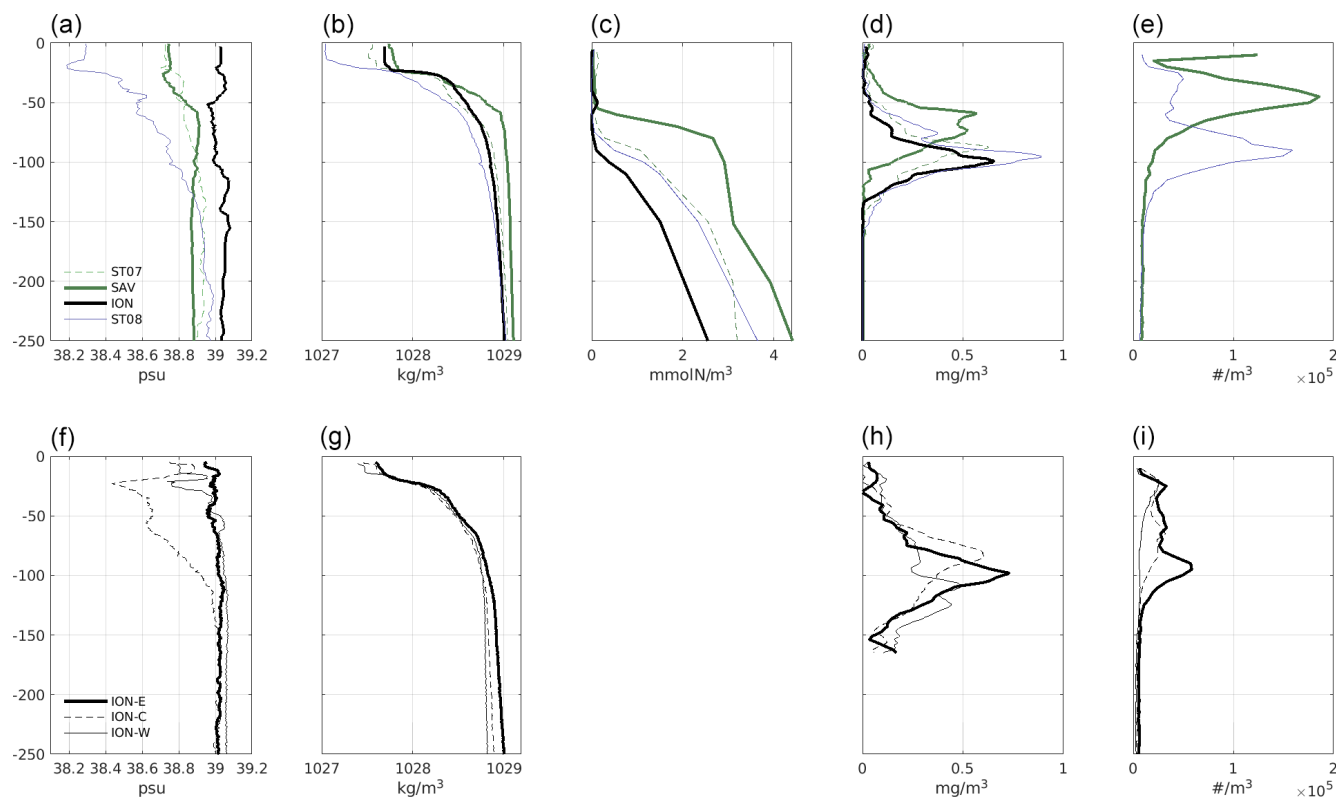 (a) (b) (c) (d) (e)
0
-50
-100
-150
-200
-250
ST07
SAV
ION
ST08
38.2 38.4 38.6 38.8 39 39.2
psu
1027 1028 1029
kg/m³
0 2 4
mmolN/m³
0 0.5 1
mg/m³
0 1 2
#/m³ ×10⁵
(f) (g) (h) (i)
0
-50
-100
-150
-200
-250
ION-E
ION-C
ION-W
38.2 38.4 38.6 38.8 39 39.2
psu
1027 1028 1029
kg/m³
0 0.5 1
mg/m³
0 1 2
#/m³ ×10⁵